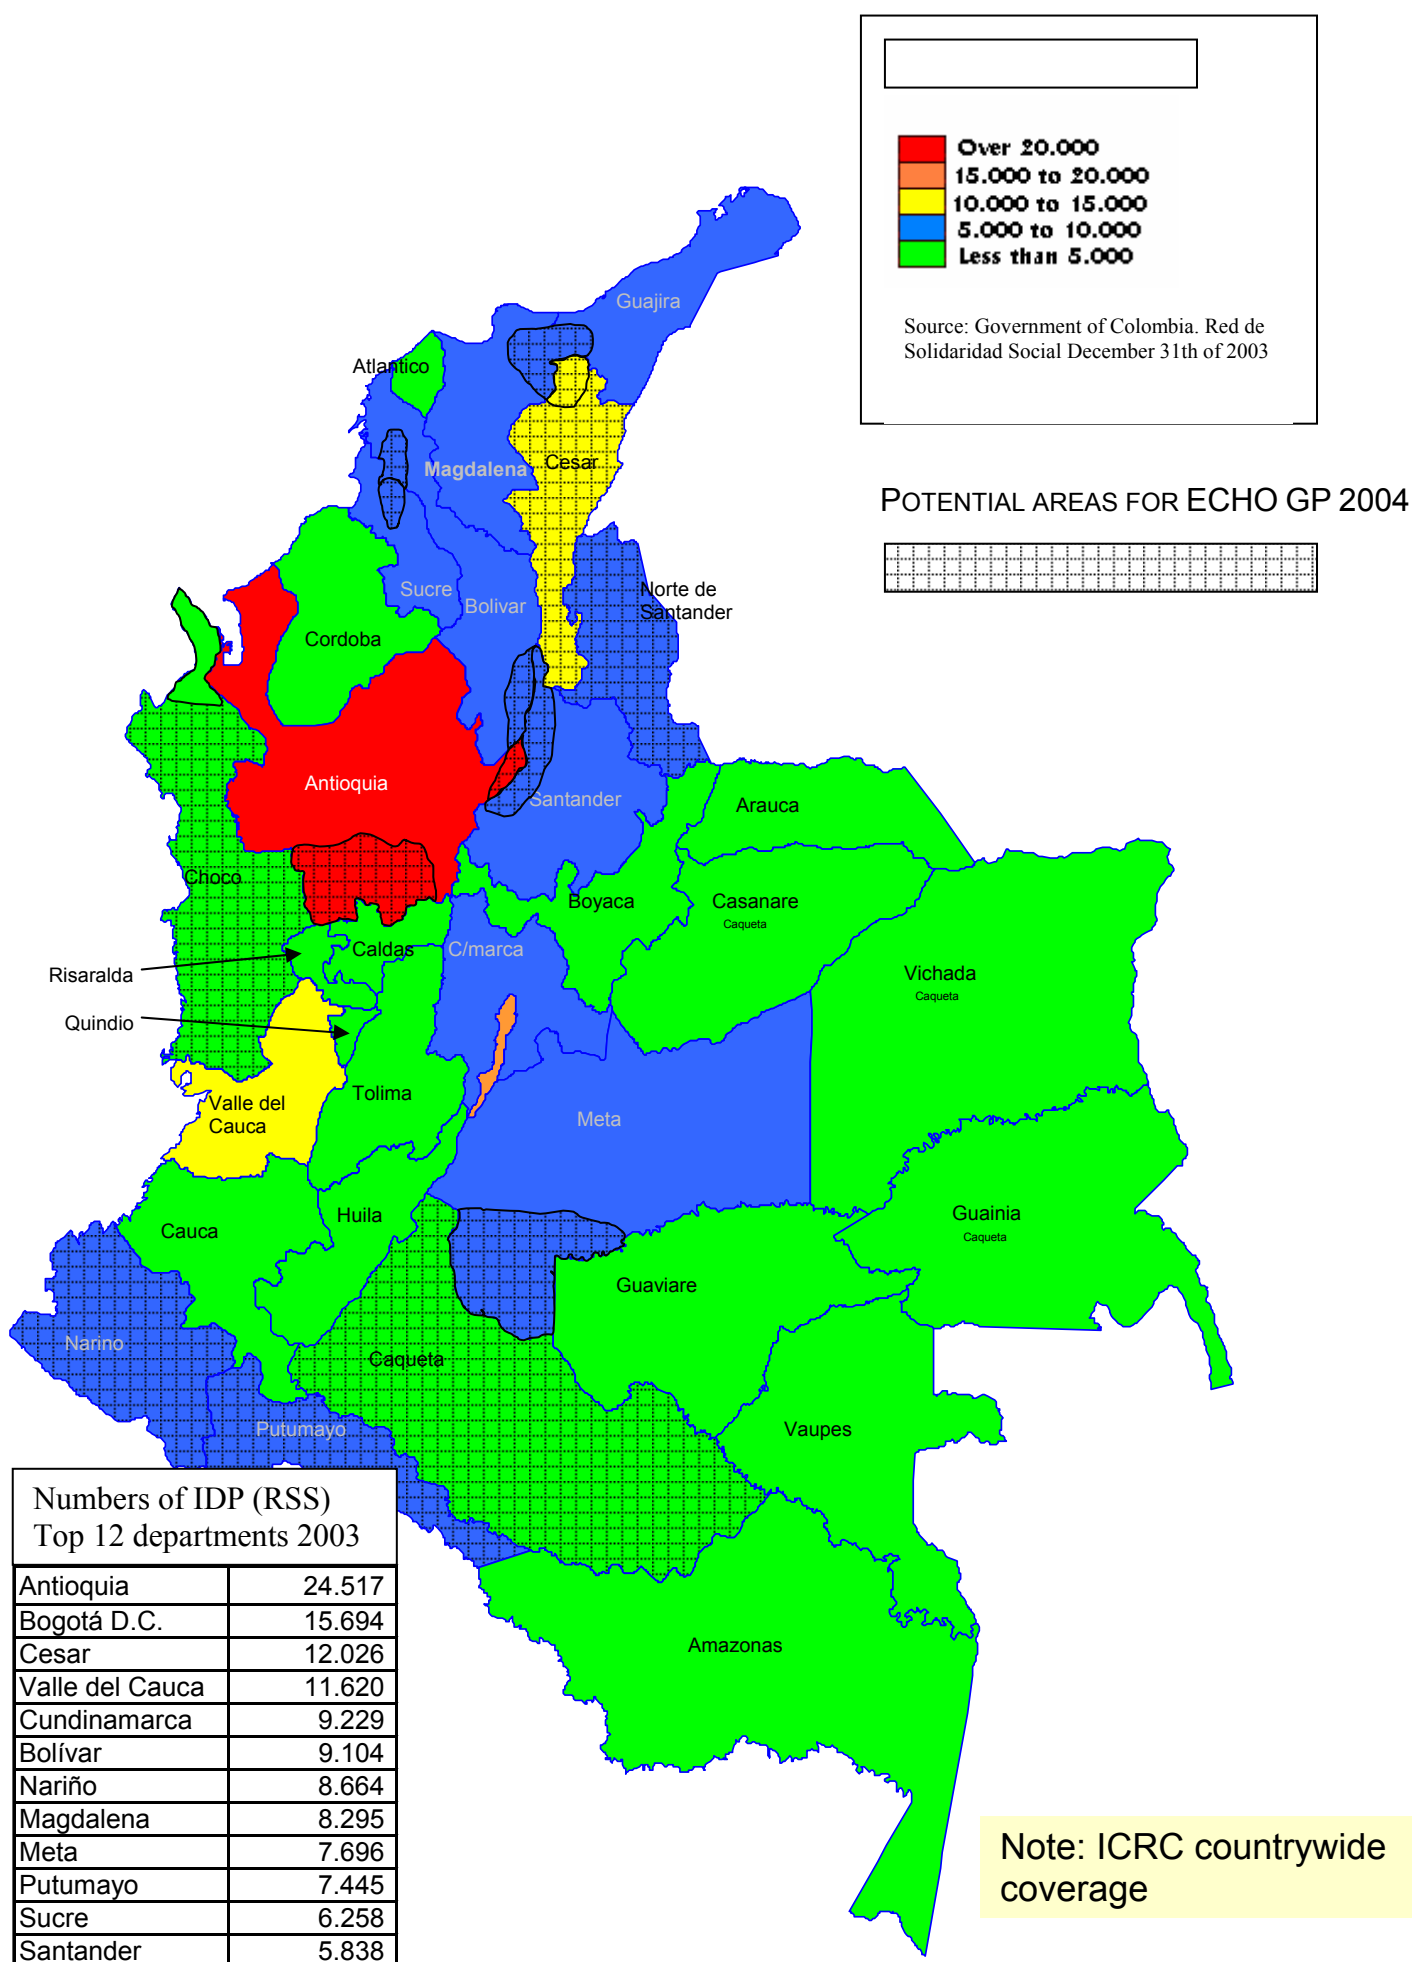 Over 20.000
15.000 to 20.000
10.000 to 15.000
5.000 to 10.000
Less than 5.000
Source: Government of Colombia. Red de
Solidaridad Social December 31th of 2003
POTENTIAL AREAS FOR ECHO GP 2004
Guajira
Atlantico
Magdalena
Cesar
Norte de
Santander
Sucre
Bolivar
Cordoba
Antioquia
Santander
Arauca
Choco
Boyaca
Casanare
Caqueta
Caldas
C/marca
Risaralda
Vichada
Caqueta
Quindio
Tolima
Valle del
Cauca
Meta
Huila
Cauca
Guainia
Caqueta
Guaviare
Narino
Caqueta
Putumayo
Vaupes
Amazonas
Numbers of IDP (RSS)
Top 12 departments 2003
Antioquia 24.517
Bogotá D.C. 15.694
Cesar 12.026
Valle del Cauca 11.620
Cundinamarca 9.229
Bolívar 9.104
Nariño 8.664
Magdalena 8.295
Meta 7.696
Putumayo 7.445
Sucre 6.258
Santander 5.838
Note: ICRC countrywide
coverage